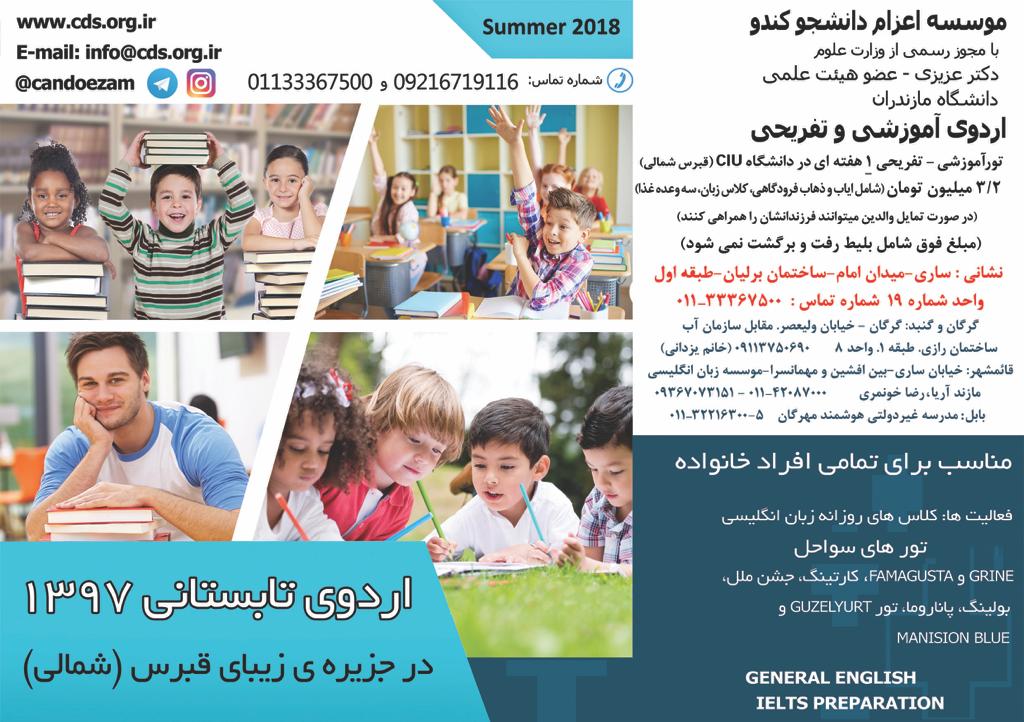 www.cds.org.ir
E-mail: info@cds.org.ir
@candoezam
Summer 2018
شماره تماس: 09216719116 و 01133367500
موسسه اعزام دانشجو کندو
با مجوز رسمی از وزارت علوم
دکتر عزیزی - عضو هیئت علمی
دانشگاه مازندران
اردوی آموزشی و تفریحی
تورآموزشی - تفریحی ۱ هفته ای در دانشگاه CIU (قبرس شمالی)
۳/۲ میلیون تومان (شامل ایاب و ذهاب فرودگاهی، کلاس زبان، سه وعده غذا)
(در صورت تمایل والدین میتوانند فرزندانشان را همراهی کنند)
(مبلغ فوق شامل بلیط رفت و برگشت نمی شود)
نشانی : ساری-میدان امام-ساختمان برلیان-طبقه اول
واحد شماره ۱۹ شماره تماس : ۳۳۳۶۷۵۰۰-۰۱۱
گرگان و گنبد: گرگان - خیابان ولیعصر. مقابل سازمان آب
ساختمان رازی. طبقه ۱. واحد ۸ ۰۹۱۱۳۷۵۰۶۹۰ (خانم یزدانی)
قائمشهر: خیابان ساری-بین افشین و مهمانسرا-موسسه زبان انگلیسی
مازند آریا، رضا خونمری ۰۱۱-۴۲۰۸۷۰۰۰ - ۰۹۳۶۷۰۷۳۱۵۱
بابل: مدرسه غیردولتی هوشمند مهرگان ۵-۰۱۱-۳۲۲۱۶۳۰۰
مناسب برای تمامی افراد خانواده
فعالیت ها: کلاس های روزانه زبان انگلیسی
تور های سواحل
GRINE و FAMAGUSTA، کارتینگ، جشن ملل،
بولینگ، پاناروما، تور GUZELYURT و
MANISION BLUE
GENERAL ENGLISH
IELTS PREPARATION
اردوی تابستانی ۱۳۹۷
در جزیره ی زیبای قبرس (شمالی)